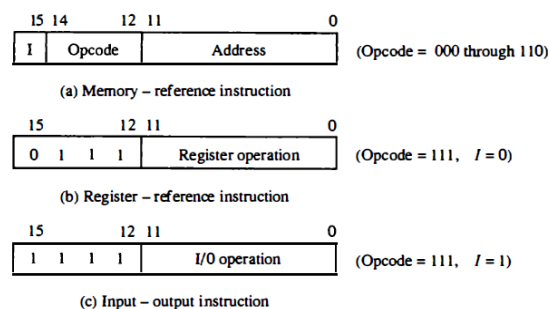 15 14 12 11 0
I Opcode Address (Opcode = 000 through 110)
(a) Memory – reference instruction
15 12 11 0
0 1 1 1 Register operation (Opcode = 111, I = 0)
(b) Register – reference instruction
15 12 11 0
1 1 1 1 I/0 operation (Opcode = 111, I = 1)
(c) Input – output instruction